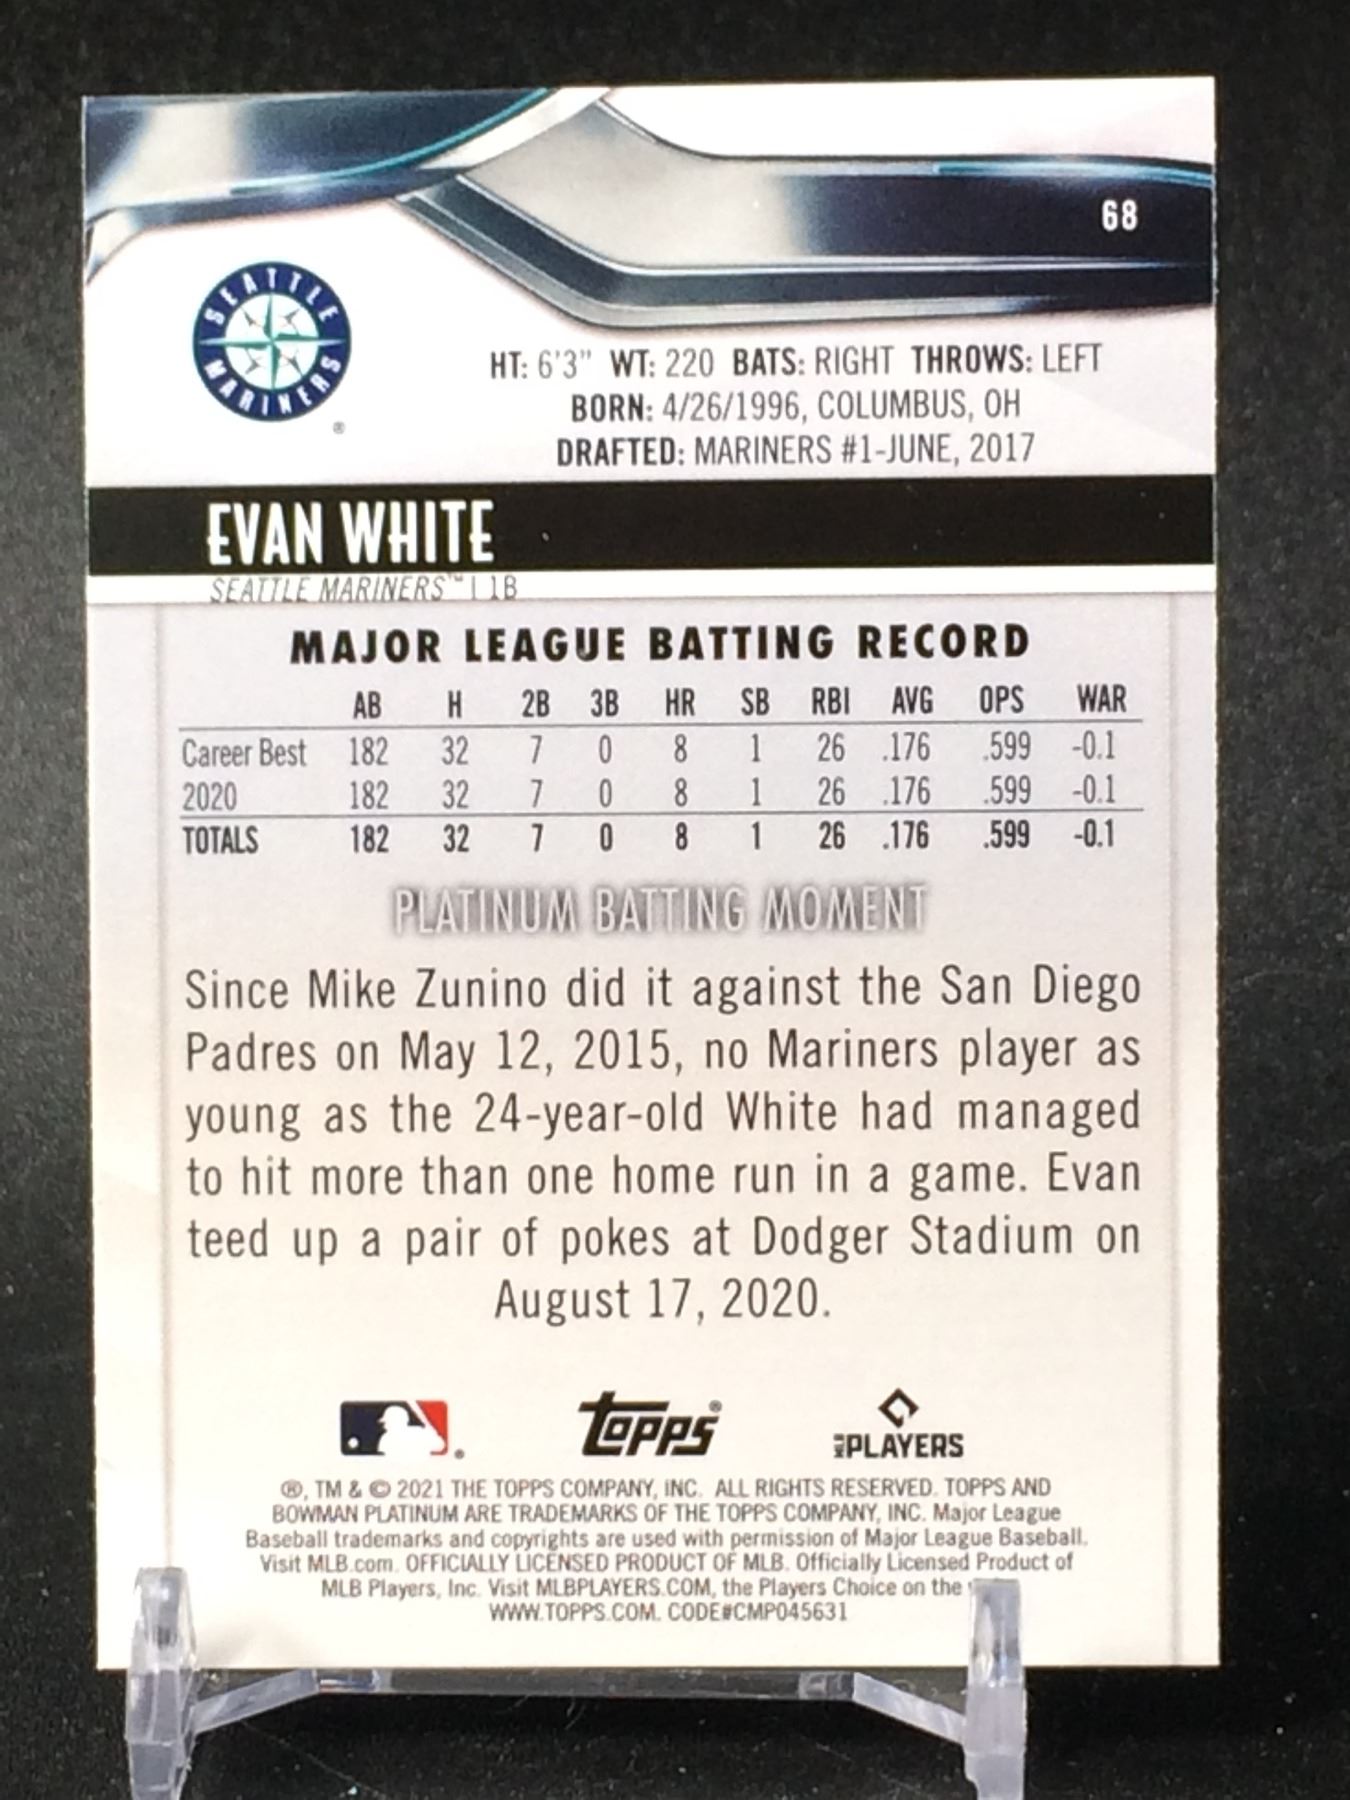 68
SEATTLE MARINERS
®
HT: 6'3" WT: 220 BATS: RIGHT THROWS: LEFT
BORN: 4/26/1996, COLUMBUS, OH
DRAFTED: MARINERS #1-JUNE, 2017
EVAN WHITE
SEATTLE MARINERS™ | 1B
MAJOR LEAGUE BATTING RECORD
AB H 2B 3B HR SB RBI AVG OPS WAR
Career Best 182 32 7 0 8 1 26 .176 .599 -0.1
2020 182 32 7 0 8 1 26 .176 .599 -0.1
TOTALS 182 32 7 0 8 1 26 .176 .599 -0.1
PLATINUM BATTING MOMENT
Since Mike Zunino did it against the San Diego
Padres on May 12, 2015, no Mariners player as
young as the 24-year-old White had managed
to hit more than one home run in a game. Evan
teed up a pair of pokes at Dodger Stadium on
August 17, 2020.
® topps® MLB PLAYERS
®, TM & © 2021 THE TOPPS COMPANY, INC. ALL RIGHTS RESERVED. TOPPS AND
BOWMAN PLATINUM ARE TRADEMARKS OF THE TOPPS COMPANY, INC. Major League
Baseball trademarks and copyrights are used with permission of Major League Baseball.
Visit MLB.com. OFFICIALLY LICENSED PRODUCT OF MLB. Officially Licensed Product of
MLB Players, Inc. Visit MLBPLAYERS.COM, the Players Choice on the
WWW.TOPPS.COM. CODE#CMP045631